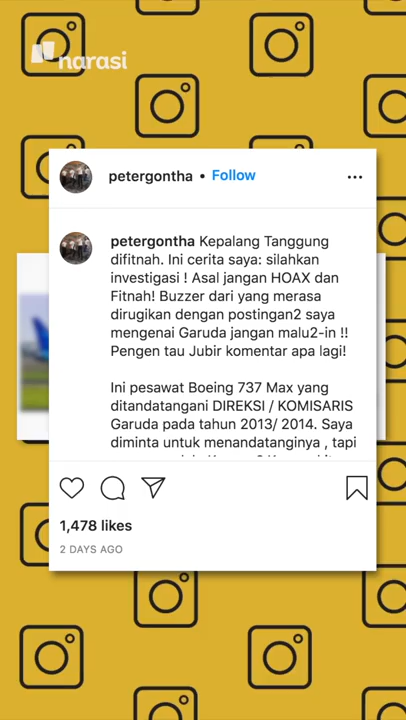 narasi
petergontha • Follow
petergontha Kepalang Tanggung
difitnah. Ini cerita saya: silahkan
investigasi ! Asal jangan HOAX dan
Fitnah! Buzzer dari yang merasa
dirugikan dengan postingan2 saya
mengenai Garuda jangan malu2-in !!
Pengen tau Jubir komentar apa lagi!
Ini pesawat Boeing 737 Max yang
ditandatangani DIREKSI / KOMISARIS
Garuda pada tahun 2013/ 2014. Saya
diminta untuk menandatanginya , tapi
1,478 likes
2 DAYS AGO